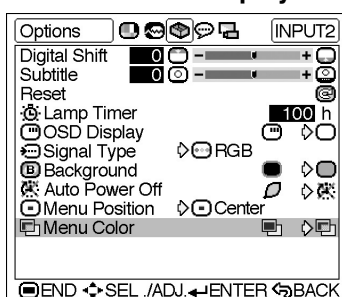 Options INPUT2
Digital Shift 0 – +
Subtitle 0 – +
Reset
Lamp Timer 100 h
OSD Display
Signal Type RGB
B Background
Auto Power Off
Menu Position Center
Menu Color
END SEL./ADJ. ENTER BACK